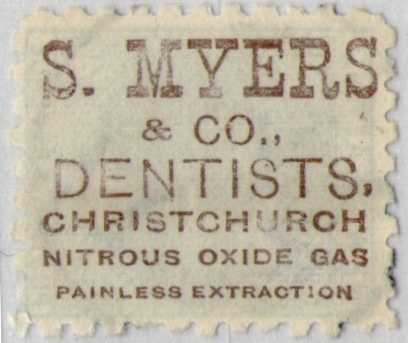 S. MYERS
& CO.,
DENTISTS,
CHRISTCHURCH
NITROUS OXIDE GAS
PAINLESS EXTRACTION